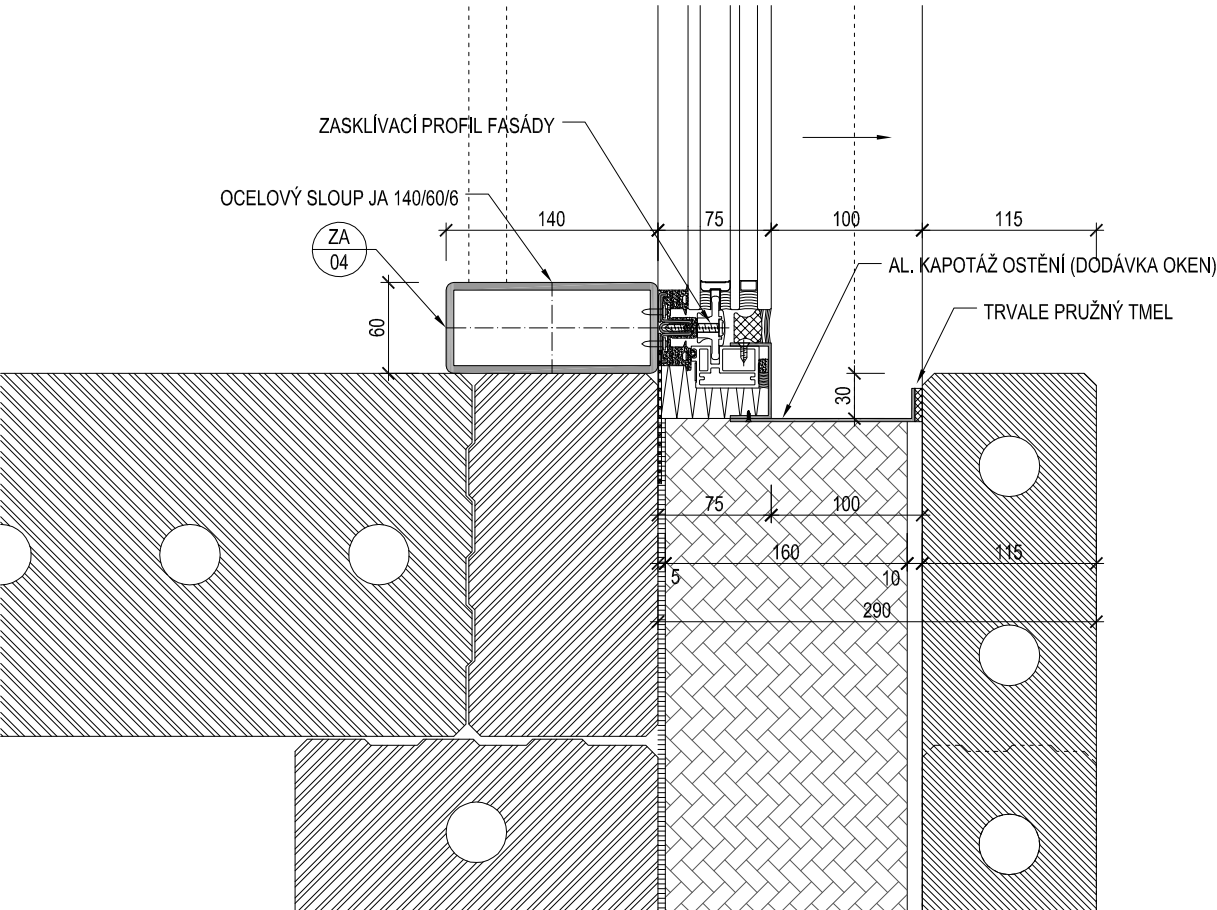 ZASKLÍVACÍ PROFIL FASÁDY
OCELOVÝ SLOUP JA 140/60/6
140
75
100
115
ZA
04
AL. KAPOTÁŽ OSTĚNÍ (DODÁVKA OKEN)
TRVALE PRUŽNÝ TMEL
60
30
75
100
160
115
5
10
290